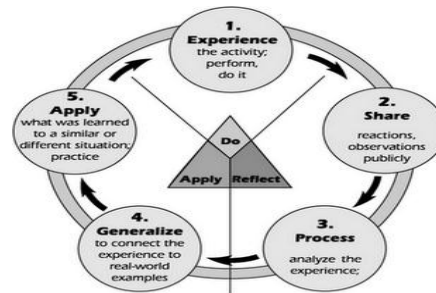 1.
Experience
the activity;
perform,
do it
2.
Share
reactions,
observations
publicly
3.
Process
analyze the
experience;
4.
Generalize
to connect the
experience to
real-world
examples
5.
Apply
what was learned
to a similar or
different situation;
practice
Do
Apply
Reflect